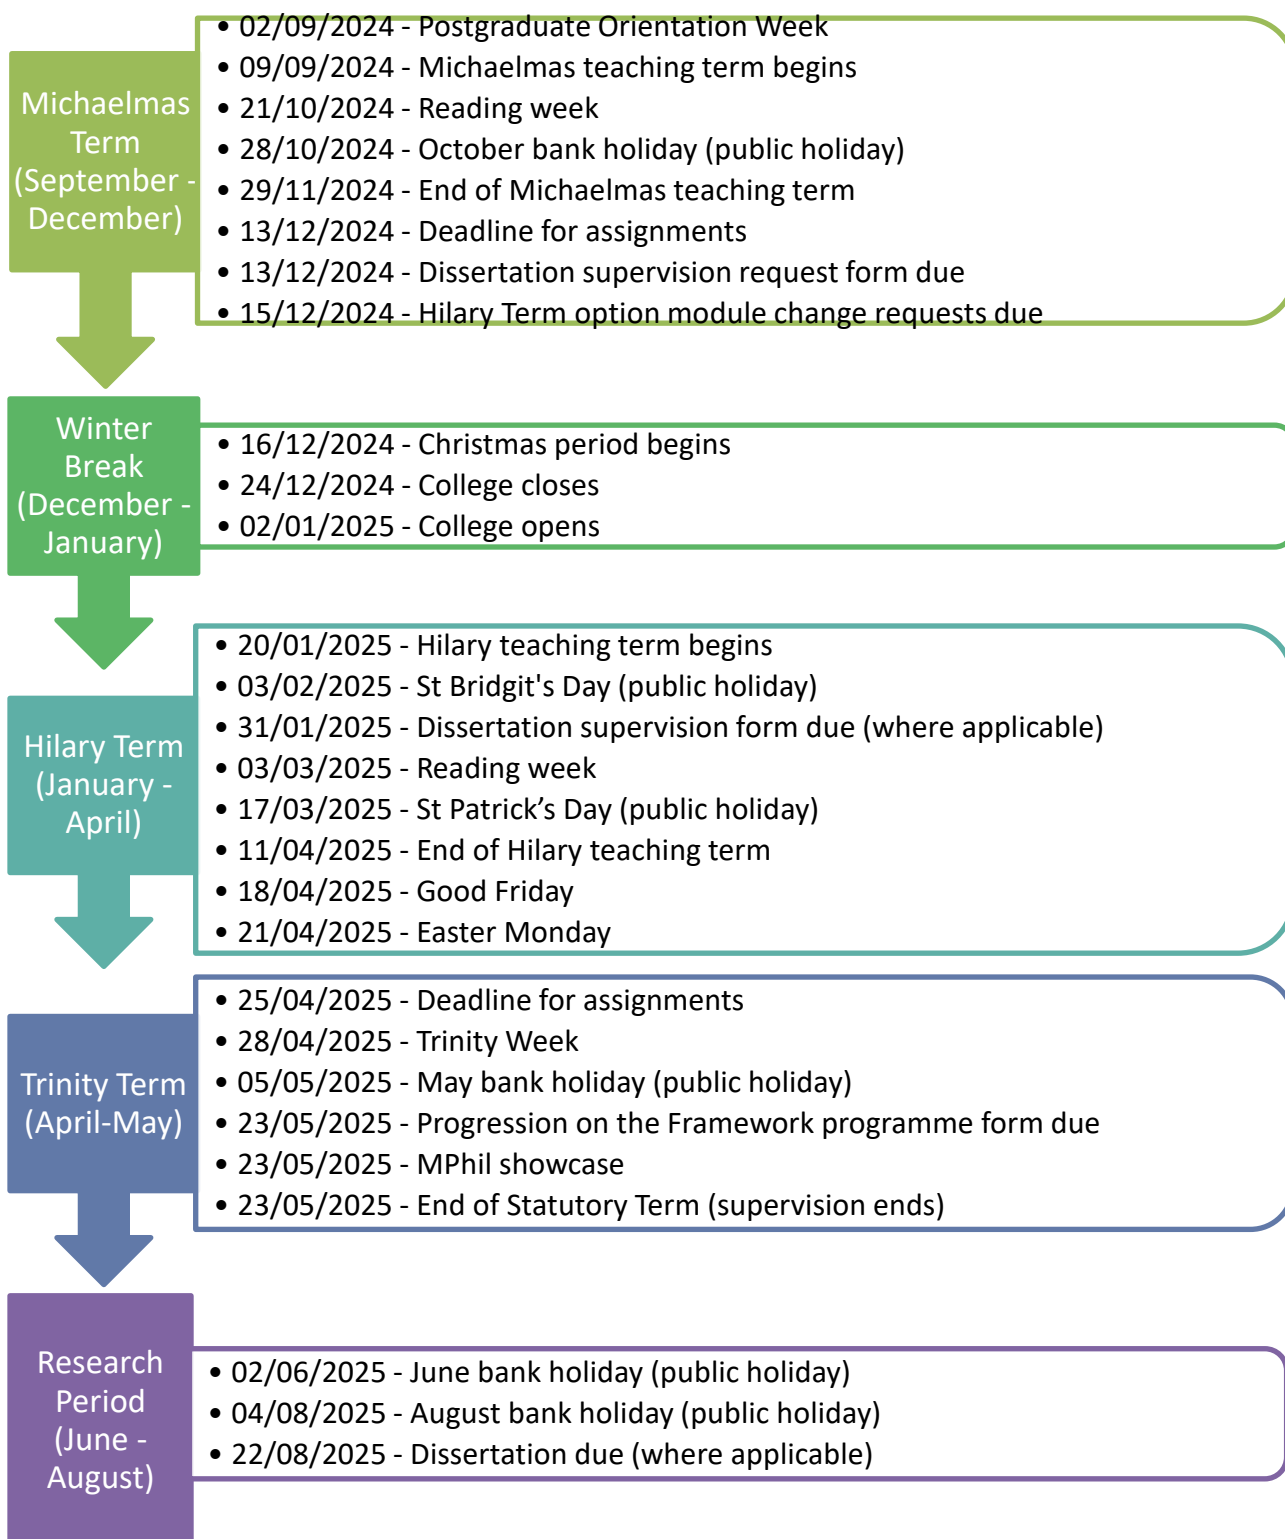 Michaelmas
Term
(September -
December)
• 02/09/2024 - Postgraduate Orientation Week
• 09/09/2024 - Michaelmas teaching term begins
• 21/10/2024 - Reading week
• 28/10/2024 - October bank holiday (public holiday)
• 29/11/2024 - End of Michaelmas teaching term
• 13/12/2024 - Deadline for assignments
• 13/12/2024 - Dissertation supervision request form due
• 15/12/2024 - Hilary Term option module change requests due
Winter
Break
(December -
January)
• 16/12/2024 - Christmas period begins
• 24/12/2024 - College closes
• 02/01/2025 - College opens
Hilary Term
(January -
April)
• 20/01/2025 - Hilary teaching term begins
• 03/02/2025 - St Bridgit's Day (public holiday)
• 31/01/2025 - Dissertation supervision form due (where applicable)
• 03/03/2025 - Reading week
• 17/03/2025 - St Patrick’s Day (public holiday)
• 11/04/2025 - End of Hilary teaching term
• 18/04/2025 - Good Friday
• 21/04/2025 - Easter Monday
Trinity Term
(April-May)
• 25/04/2025 - Deadline for assignments
• 28/04/2025 - Trinity Week
• 05/05/2025 - May bank holiday (public holiday)
• 23/05/2025 - Progression on the Framework programme form due
• 23/05/2025 - MPhil showcase
• 23/05/2025 - End of Statutory Term (supervision ends)
Research
Period
(June -
August)
• 02/06/2025 - June bank holiday (public holiday)
• 04/08/2025 - August bank holiday (public holiday)
• 22/08/2025 - Dissertation due (where applicable)